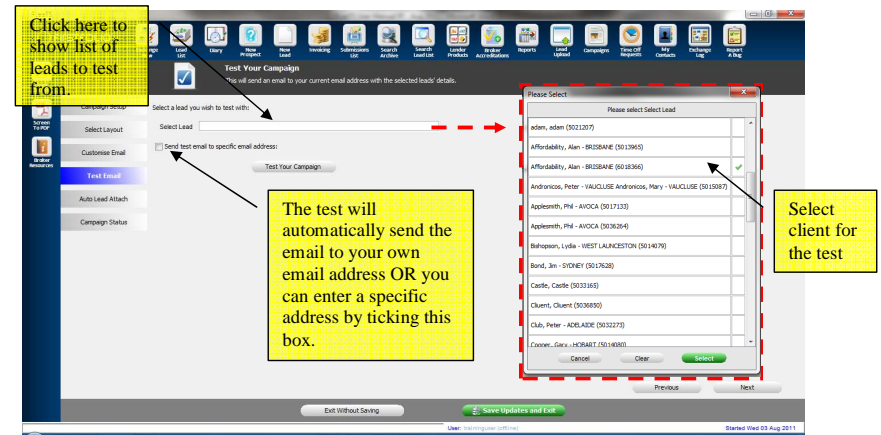 Click here to
show list of
leads to test
from.
Lead
List
Diary
New
Prospect
New
Lead
Invoicing
Submissions
List
Search
Archive
Search
Lead List
Lender
Products
Broker
Accreditations
Reports
Lead
Upload
Campaigns
Time Off
Requests
My
Contacts
Exchange
Log
Report
A Bug
Test Your Campaign
This will send an email to your current email address with the selected leads' details.
Screen
To PDF
Broker
Resources
Campaign Setup
Select Layout
Customise Email
Test Email
Auto Lead Attach
Campaign Status
Select a lead you wish to test with:
Select Lead
Send test email to specific email address:
Test Your Campaign
The test will
automatically send the
email to your own
email address OR you
can enter a specific
address by ticking this
box.
Please Select
Please select Select Lead
adam, adam (5021207)
Affordability, Alan - BRISBANE (5013965)
Affordability, Alan - BRISBANE (6018366)
Andronicos, Peter - VAUCLUSE Andronicos, Mary - VAUCLUSE (5015087)
Applesmith, Phil - AVOCA (5017133)
Applesmith, Phil - AVOCA (5036264)
Bishopson, Lydia - WEST LAUNCESTON (5014079)
Bond, Jim - SYDNEY (5017628)
Castle, Castle (5033165)
Cluent, Cluent (5036850)
Club, Peter - ADELAIDE (5032273)
Cooper, Gary - HOBART (5014080)
Cancel
Clear
Select
Select
client for
the test
Previous
Next
Exit Without Saving
Save Updates and Exit
User: traininguser (offline)
Started Wed 03 Aug 2011